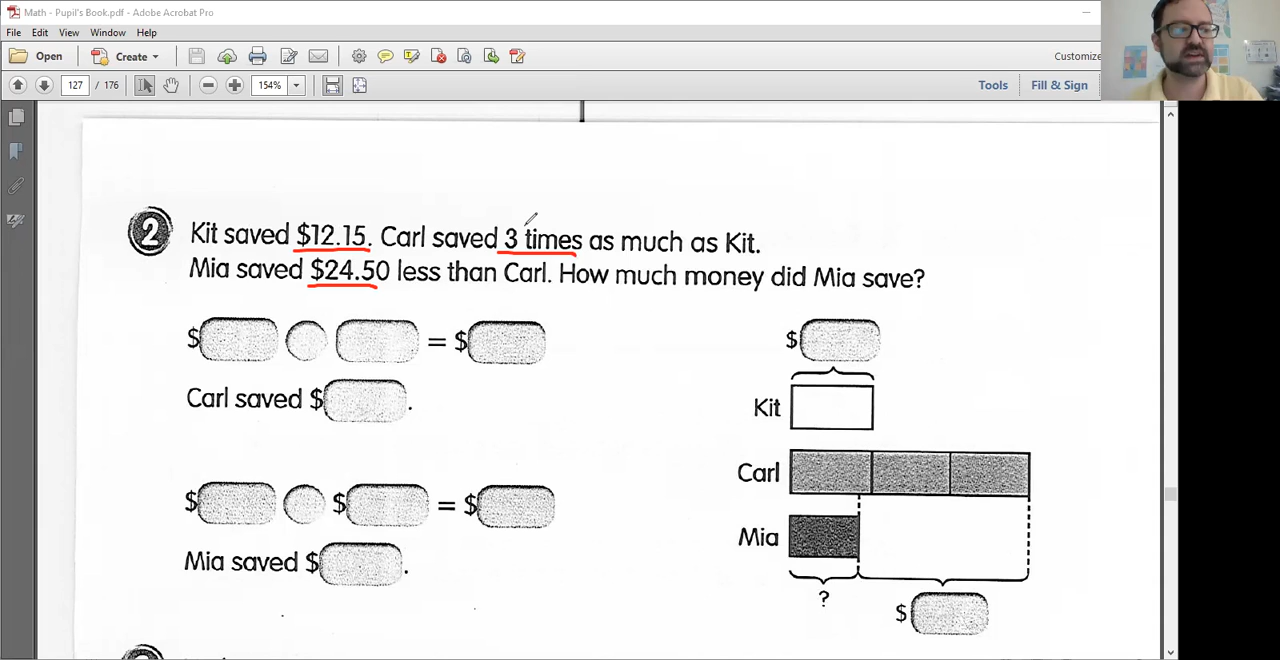 Math - Pupil's Book.pdf - Adobe Acrobat Pro
File Edit View Window Help
Open Create Customize
127 / 176 154% Tools Fill & Sign
2 Kit saved $12.15. Carl saved 3 times as much as Kit.
Mia saved $24.50 less than Carl. How much money did Mia save?
$ = $
Carl saved $ .
$ $ = $
Mia saved $ .
$
Kit
Carl
Mia
?
$